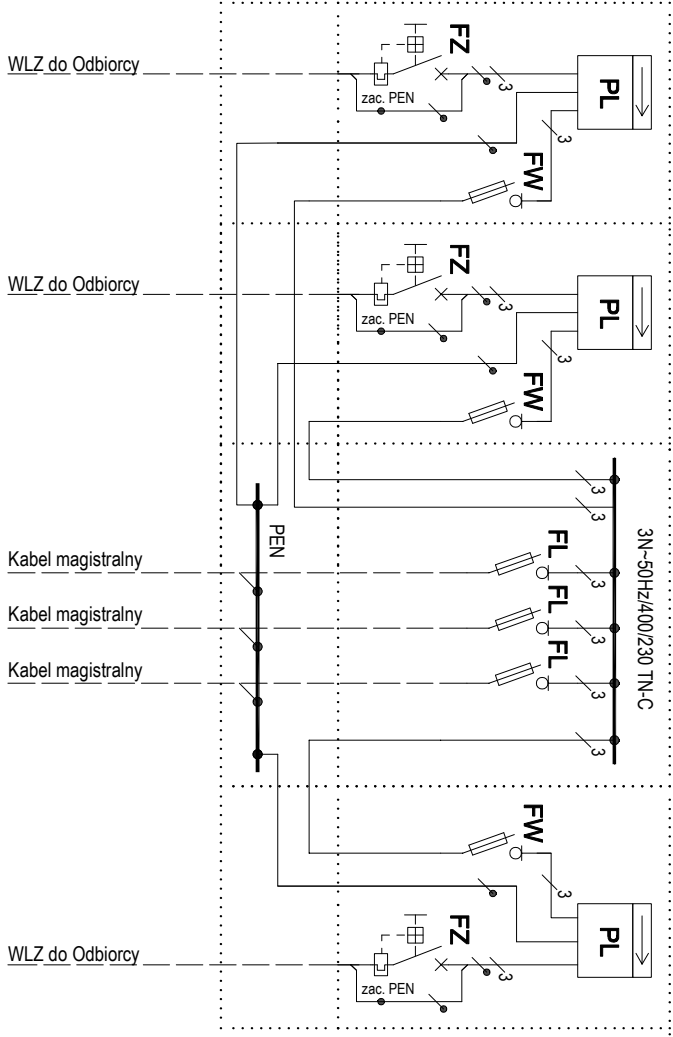 WLZ do Odbiorcy
FZ
PL
zac. PEN
3
3
FW
WLZ do Odbiorcy
FZ
PL
zac. PEN
3
3
FW
3
3
PEN
3N~50Hz/400/230 TN-C
Kabel magistralny
FL
3
Kabel magistralny
FL
3
Kabel magistralny
FL
3
3
FW
3
PL
FZ
WLZ do Odbiorcy
3
zac. PEN